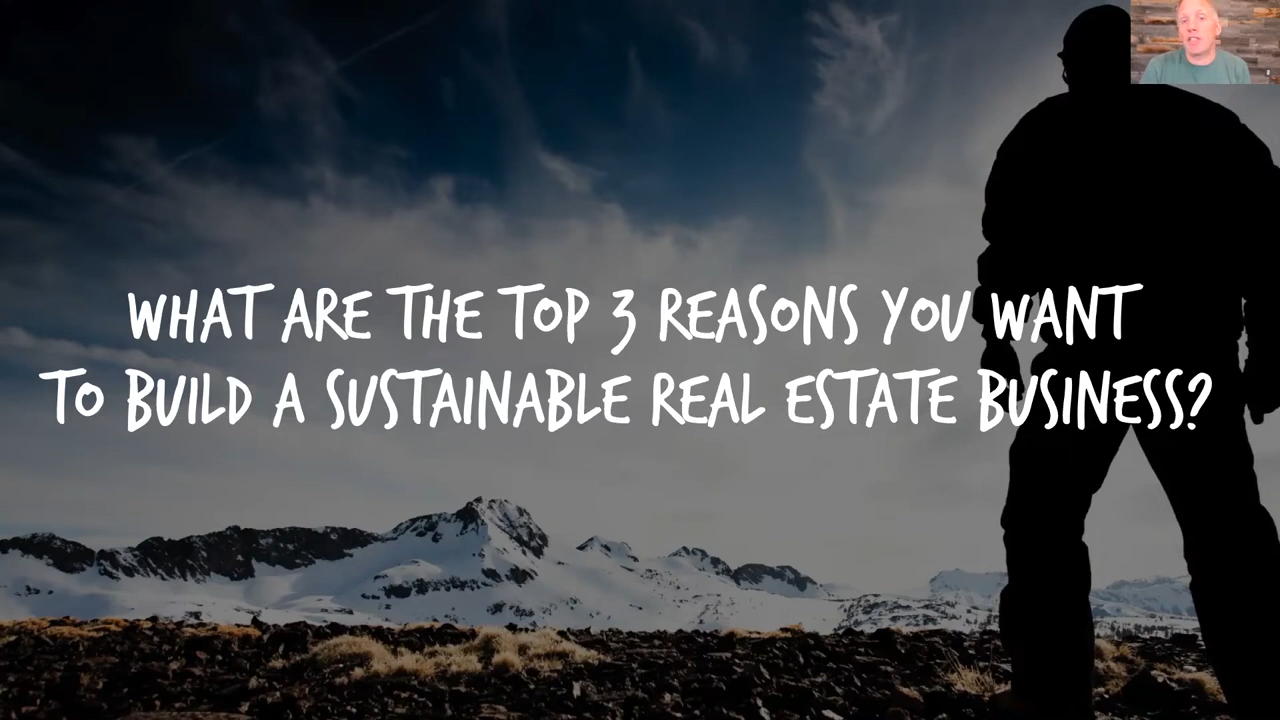 WHAT ARE THE TOP 3 REASONS YOU WANT
TO BUILD A SUSTAINABLE REAL ESTATE BUSINESS?